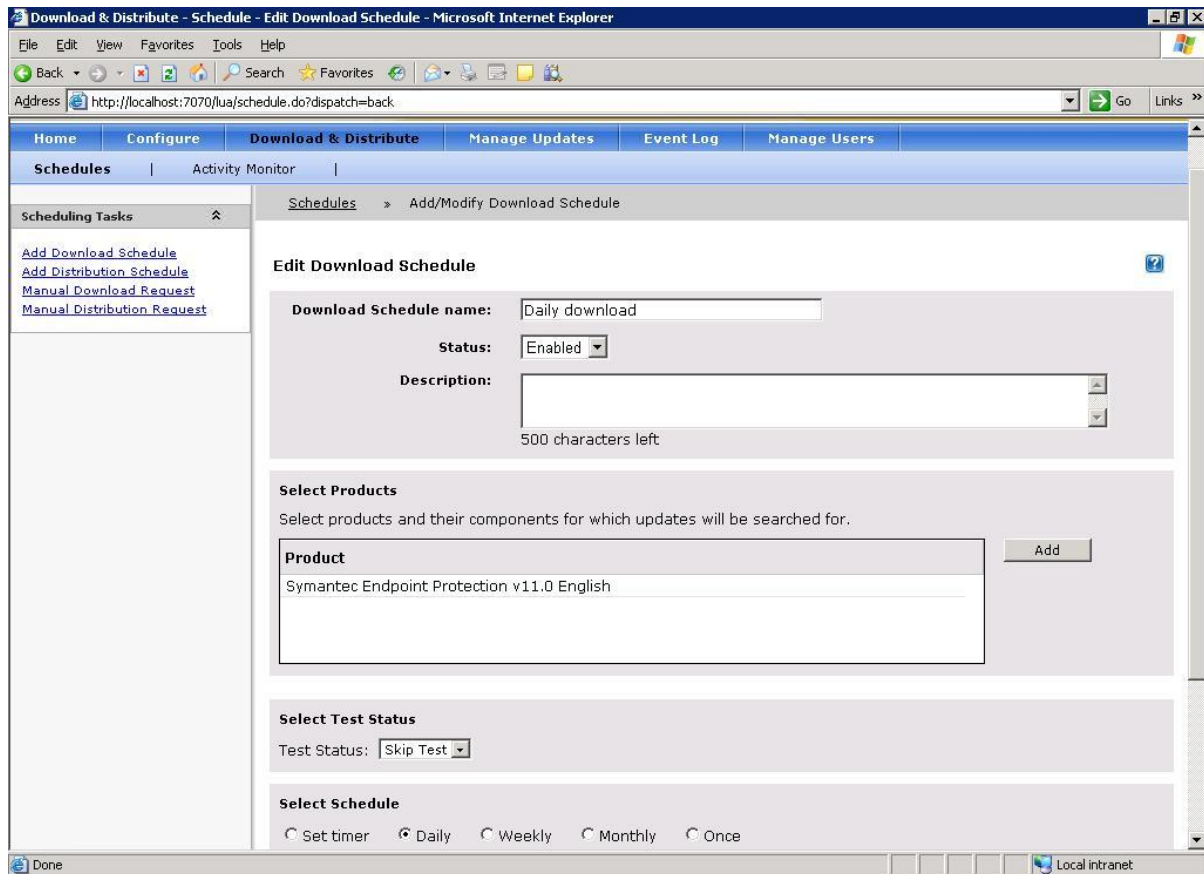 Download & Distribute - Schedule - Edit Download Schedule - Microsoft Internet Explorer
File Edit View Favorites Tools Help
Back Search Favorites
Address http://localhost:7070/lua/schedule.do?dispatch=back Go Links »
Home Configure Download & Distribute Manage Updates Event Log Manage Users
Schedules | Activity Monitor |
Schedules » Add/Modify Download Schedule
Scheduling Tasks
Add Download Schedule
Add Distribution Schedule
Manual Download Request
Manual Distribution Request
Edit Download Schedule
?
Download Schedule name: Daily download
Status: Enabled
Description:
500 characters left
Select Products
Select products and their components for which updates will be searched for.
Product
Add
Symantec Endpoint Protection v11.0 English
Select Test Status
Test Status: Skip Test
Select Schedule
Set timer Daily Weekly Monthly Once
Done Local intranet